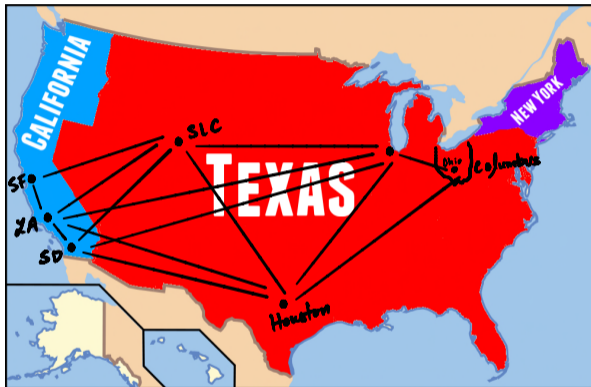 CALIFORNIA
NEW YORK
SLC
Ohio
Columbus
TEXAS
SF
LA
SD
Houston